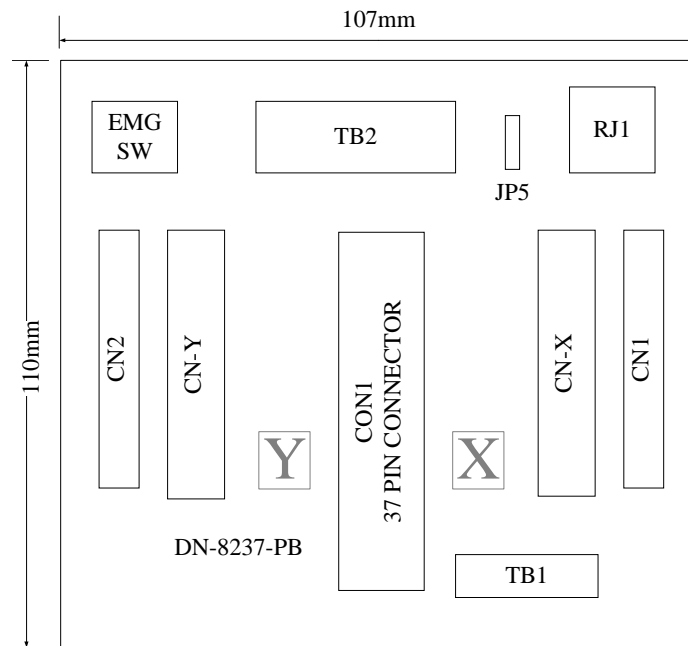 107mm
EMG
SW
TB2
JP5
RJ1
110mm
CN2
CN-Y
CON1
37 PIN CONNECTOR
CN-X
CN1
Y
X
DN-8237-PB
TB1